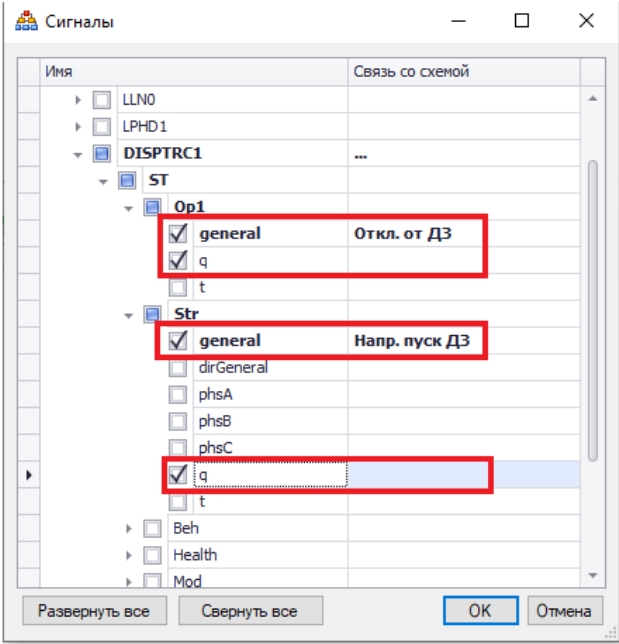 Сигналы
Имя Связь со схемой
LLN0
LPHD1
DISPTRC1 ...
ST
Op1
general Откл. от ДЗ
q
t
Str
general Напр. пуск ДЗ
dirGeneral
phsA
phsB
phsC
q
t
Beh
Health
Mod
Развернуть все Свернуть все OK Отмена